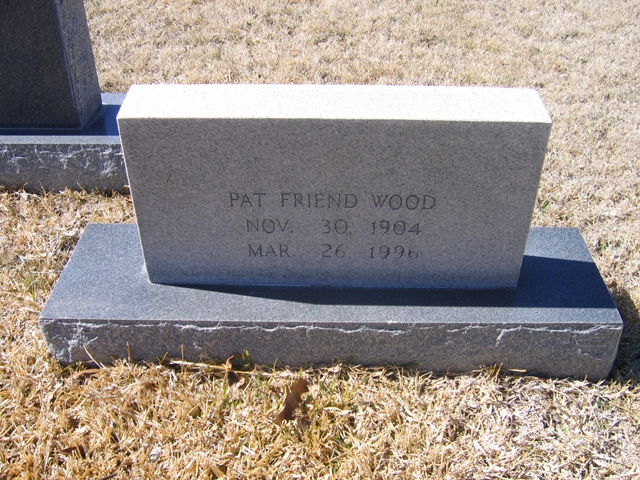 PAT FRIEND WOOD
NOV. 30, 1904
MAR. 26, 1996